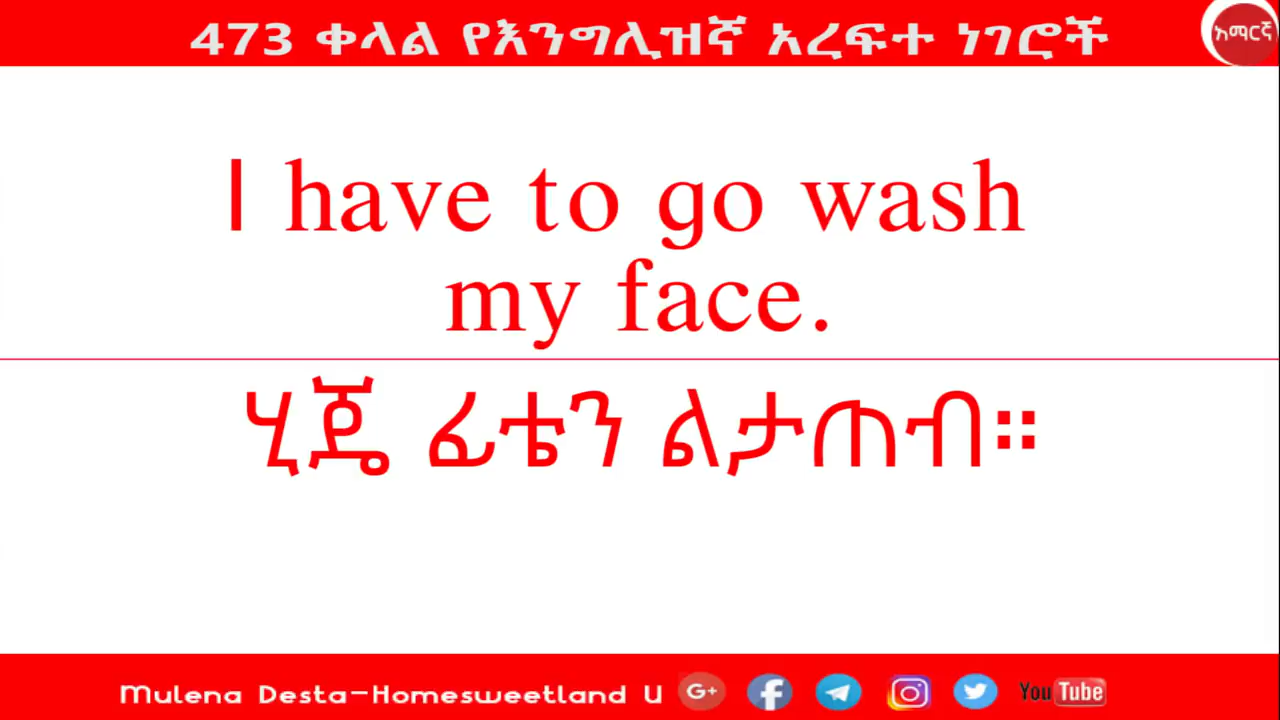 473 ቀላል የእንግሊዝኛ አረፍተ ነገሮች
አማርኛ
I have to go wash
my face.
ሂጄ ፊቴን ልታጠብ።
Mulena Desta-Homesweetland U
G+
You Tube